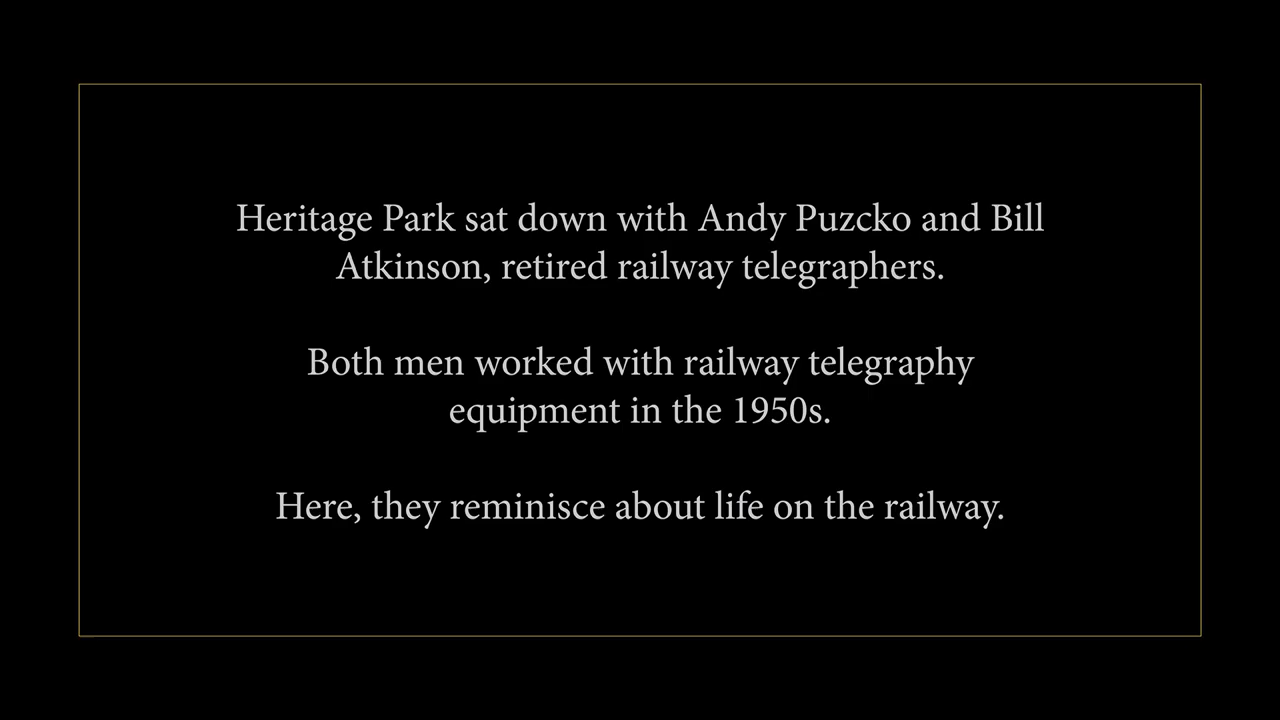 Heritage Park sat down with Andy Puzcko and Bill
Atkinson, retired railway telegraphers.
Both men worked with railway telegraphy
equipment in the 1950s.
Here, they reminisce about life on the railway.